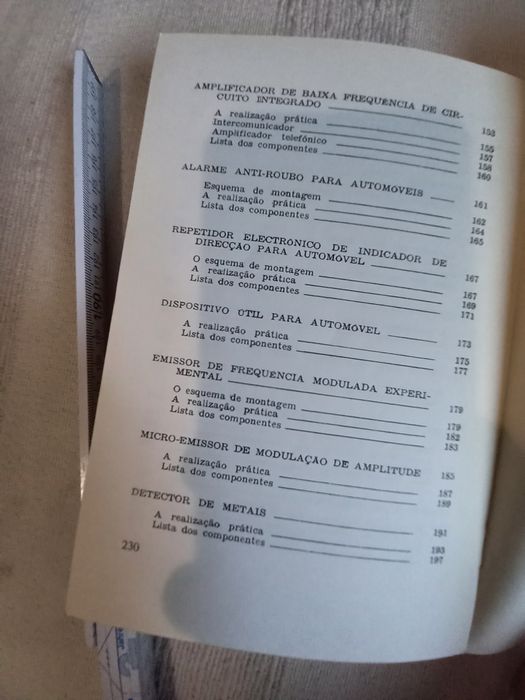 AMPLIFICADOR DE BAIXA FREQUÊNCIA DE CIR-
CUITO INTEGRADO 153
A realização prática 155
Intercomunicador 157
Amplificador telefónico 158
Lista dos componentes 160
ALARME ANTI-ROUBO PARA AUTOMÓVEIS 161
Esquema de montagem 162
A realização prática 164
Lista dos componentes 165
REPETIDOR ELECTRÓNICO DE INDICADOR DE
DIRECÇÃO PARA AUTOMÓVEL 167
O esquema de montagem 167
A realização prática 169
Lista dos componentes 171
DISPOSITIVO ÚTIL PARA AUTOMÓVEL 173
A realização prática 175
Lista dos componentes 177
EMISSOR DE FREQUÊNCIA MODULADA EXPERI-
MENTAL 179
O esquema de montagem 179
A realização prática 182
Lista dos componentes 183
MICRO-EMISSOR DE MODULAÇÃO DE AMPLITUDE 185
A realização prática 187
Lista dos componentes 189
DETECTOR DE METAIS 191
A realização prática 193
Lista dos componentes 197
230